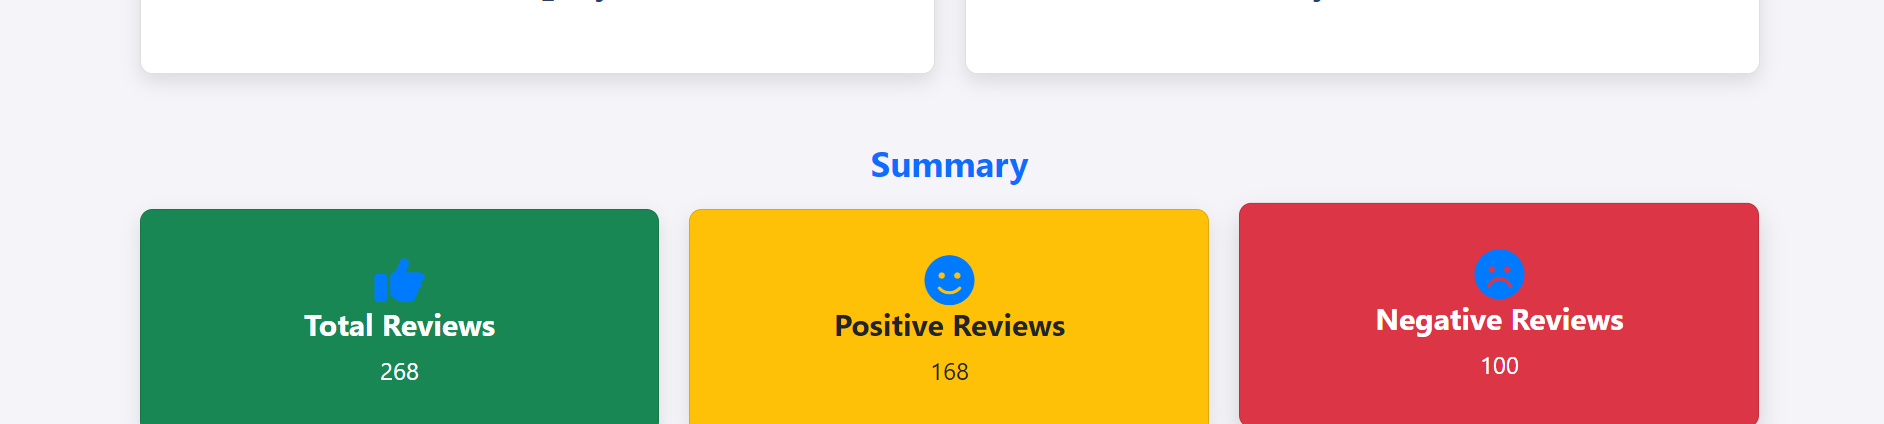 Summary
Total Reviews
268
Positive Reviews
168
Negative Reviews
100